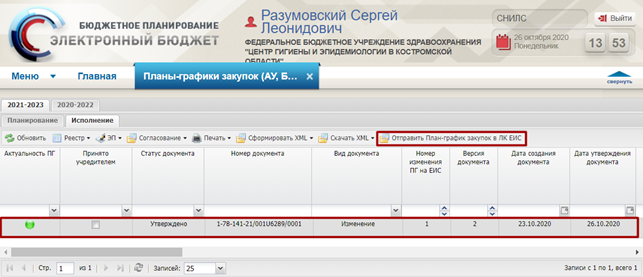 БЮДЖЕТНОЕ ПЛАНИРОВАНИЕ
ЭЛЕКТРОННЫЙ БЮДЖЕТ
Разумовский Сергей
Леонидович
ФЕДЕРАЛЬНОЕ БЮДЖЕТНОЕ УЧРЕЖДЕНИЕ ЗДРАВООХРАНЕНИЯ
"ЦЕНТР ГИГИЕНЫ И ЭПИДЕМИОЛОГИИ В КОСТРОМСКОЙ
ОБЛАСТИ"
СНИЛС Выйти
26 октября 2020
Понедельник
13 53
Меню Главная Планы-графики закупок (АУ, Б... ×
свернуть
2021-2023 2020-2022
Планирование Исполнение
Обновить Реестр ЭП Согласование Печать Сформировать XML Скачать XML Отправить План-график закупок в ЛК ЕИС
Актуальность ПГ Принято учредителем Статус документа Номер документа Вид документа Номер изменения ПГ на ЕИС Версия документа Дата создания документа Дата утверждения документа
Утверждено 1-78-141-21/001U6289/0001 Изменение 1 2 23.10.2020 26.10.2020
Стр. 1 из 1 Записей: 25 Записи с 1 по 1, всего 1